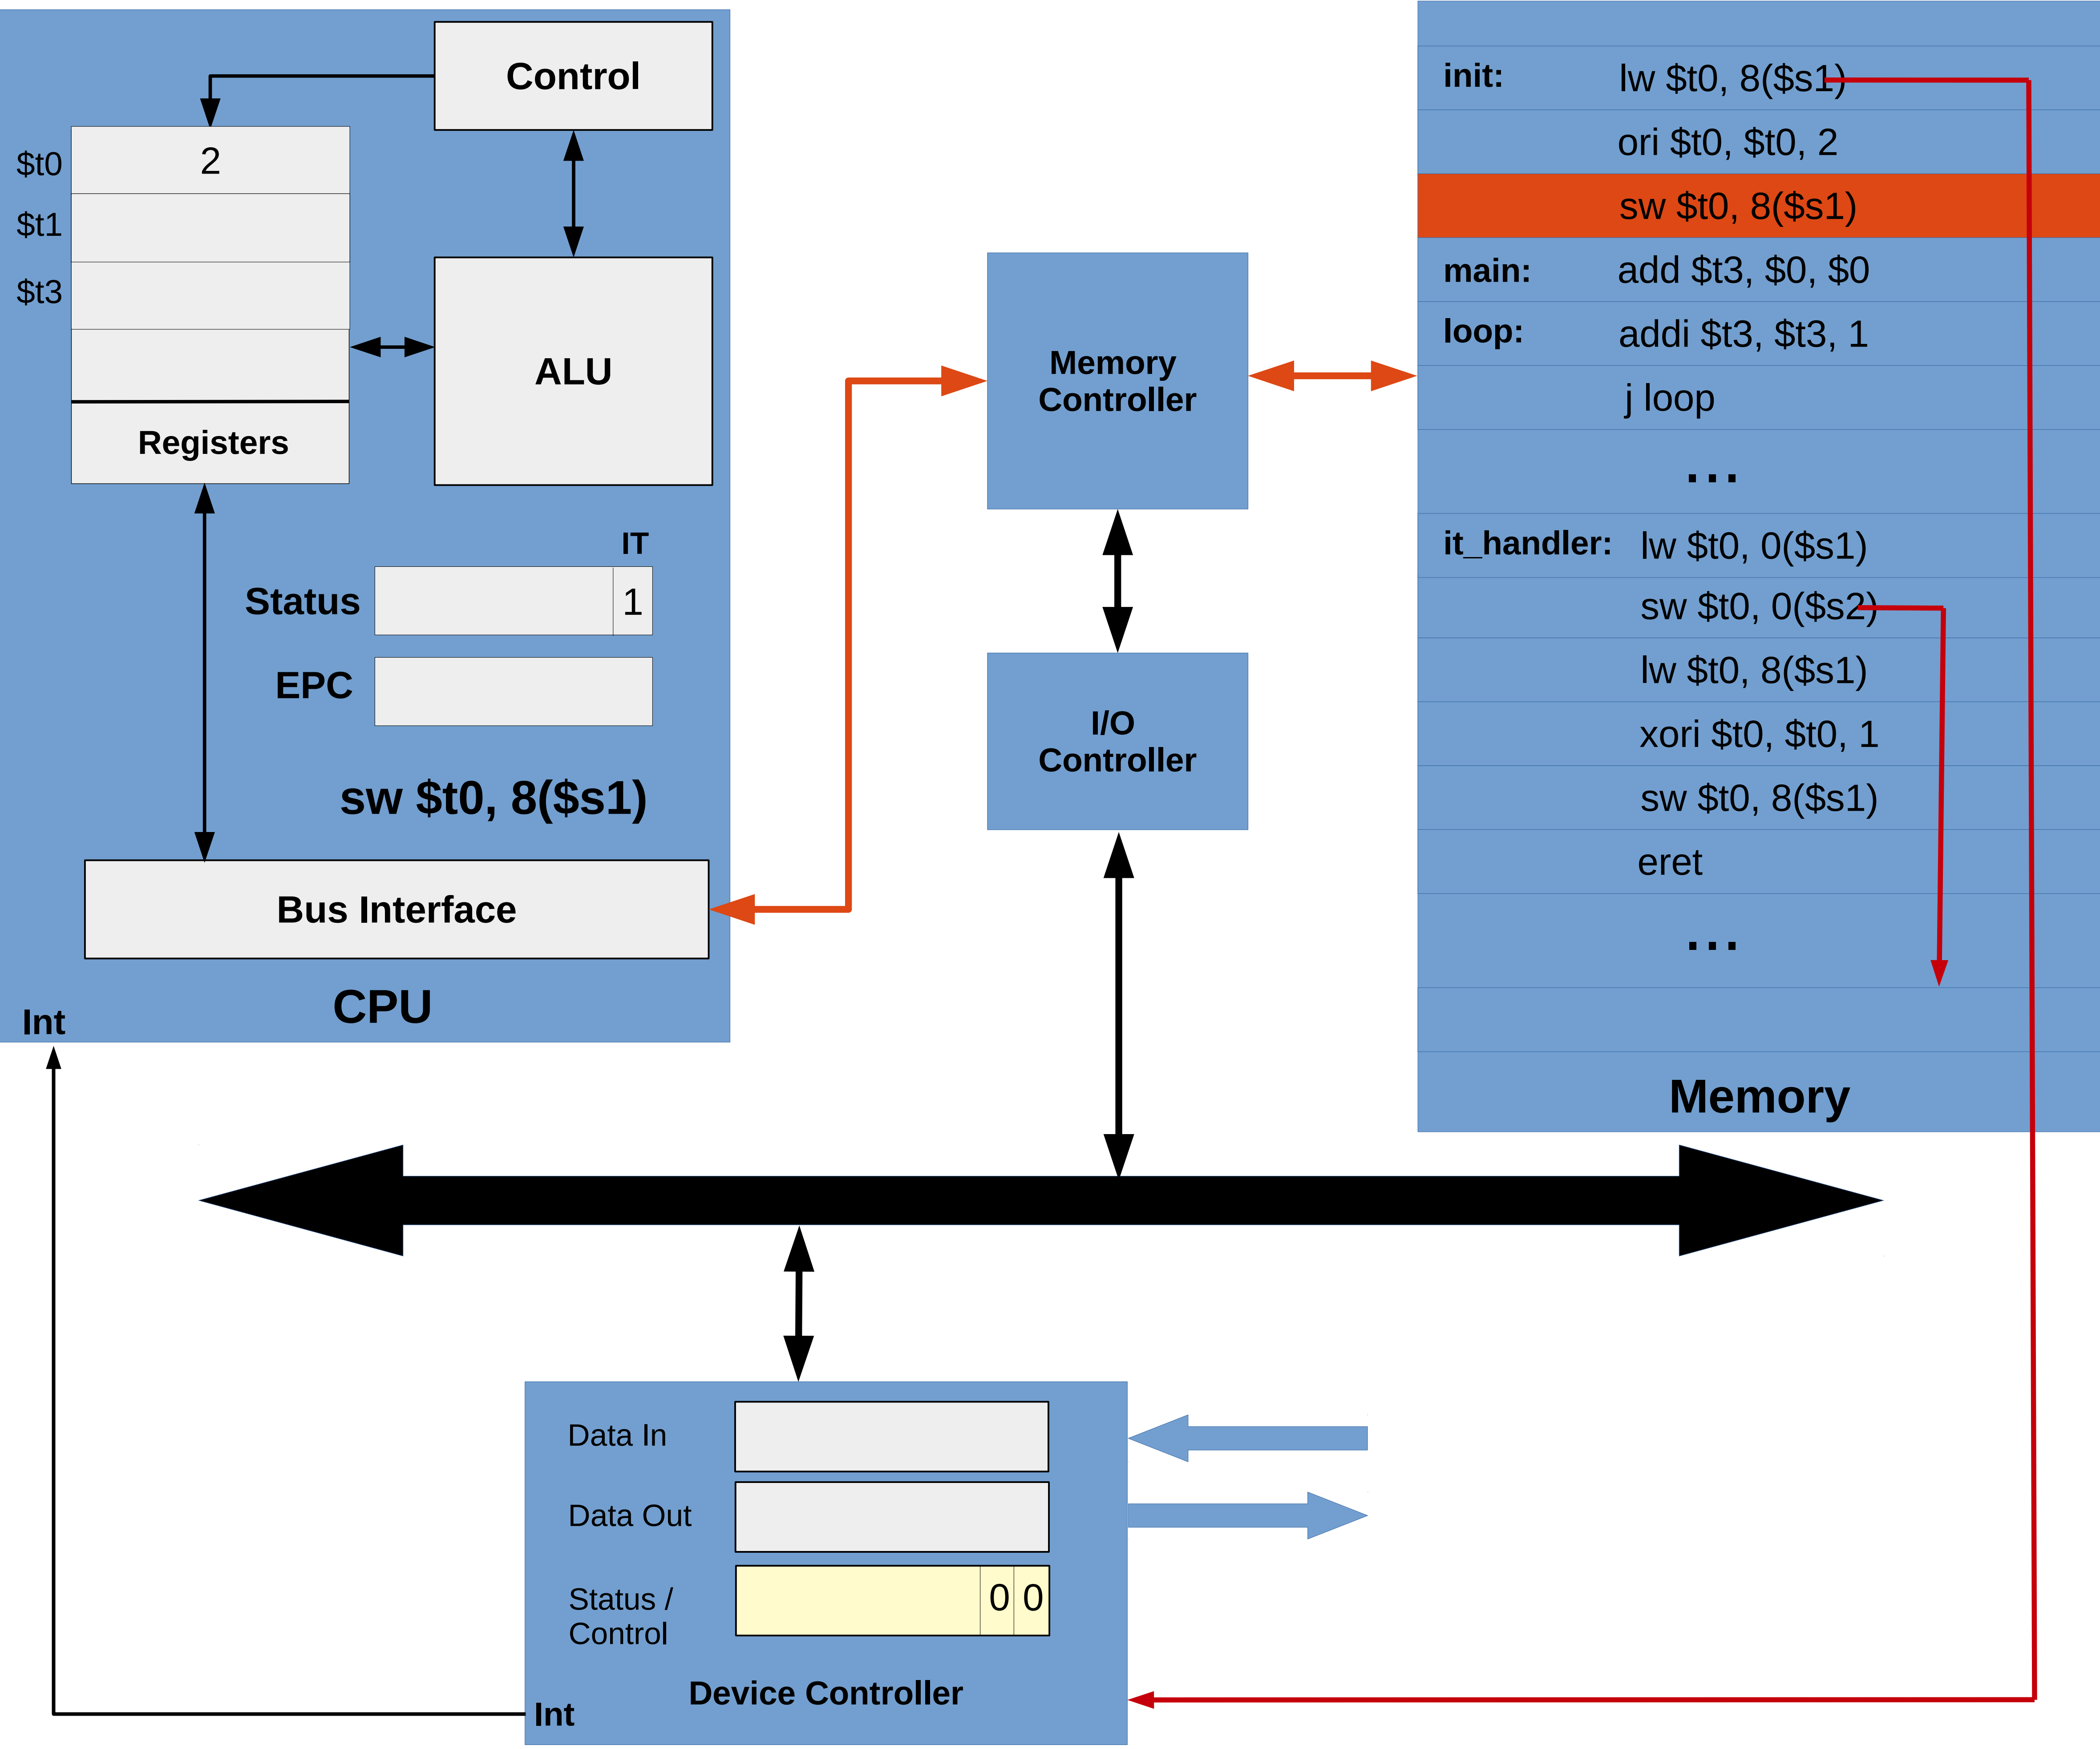 Control
$t0
2
$t1
$t3
ALU
Registers
IT
Status
1
EPC
sw $t0, 8($s1)
Bus Interface
CPU
Int
Memory
Controller
I/O
Controller
init: lw $t0, 8($s1)
ori $t0, $t0, 2
sw $t0, 8($s1)
main: add $t3, $0, $0
loop: addi $t3, $t3, 1
j loop
...
it_handler: lw $t0, 0($s1)
sw $t0, 0($s2)
lw $t0, 8($s1)
xori $t0, $t0, 1
sw $t0, 8($s1)
eret
...
Memory
Data In
Data Out
Status /
Control
0 0
Device Controller
Int